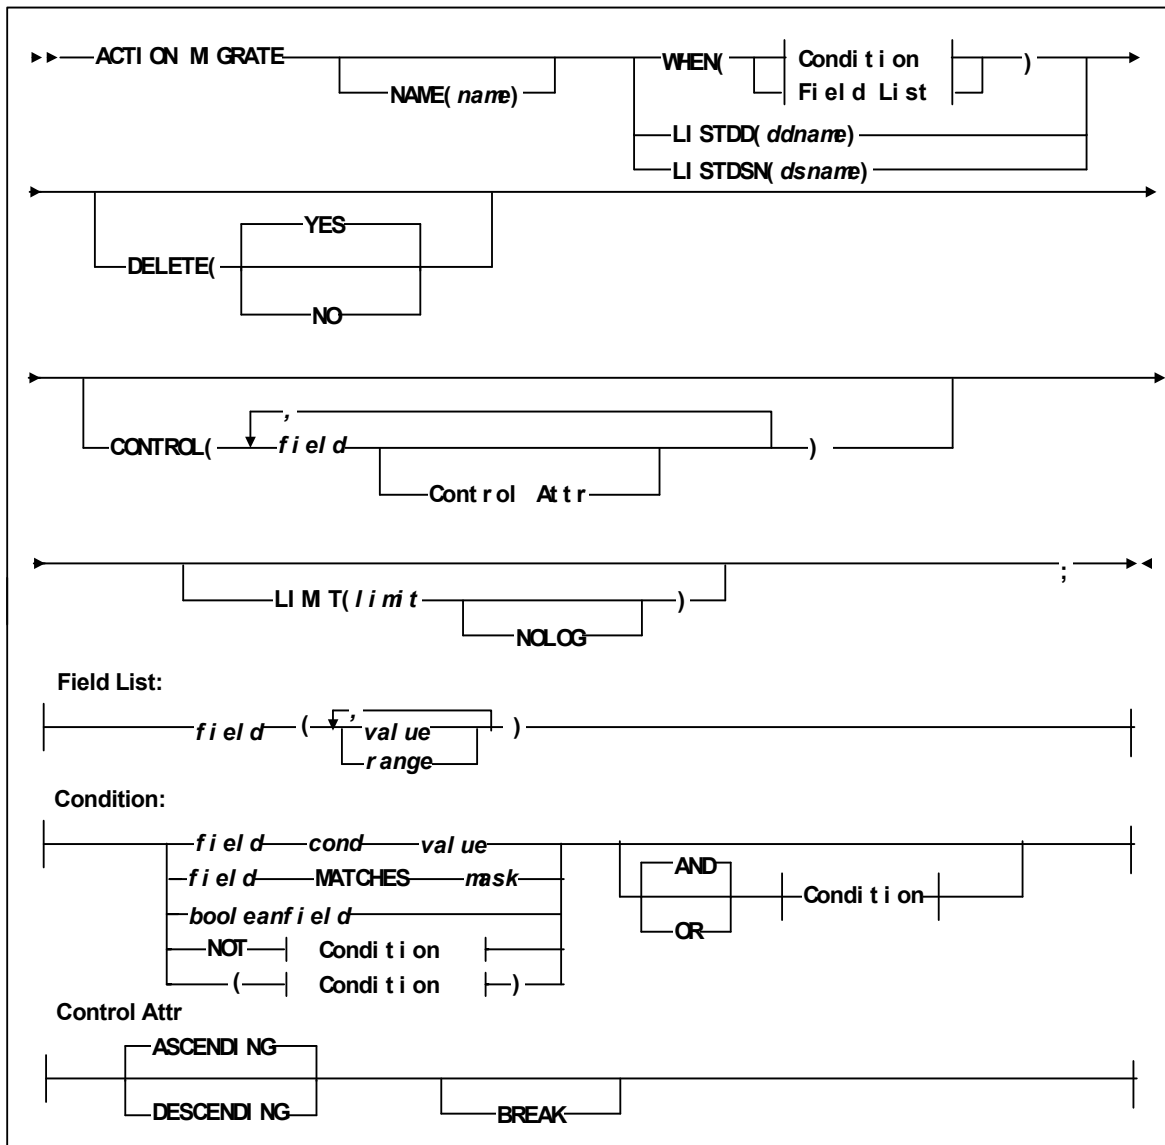 ACTION MIGRATE
NAME(name)
WHEN(
Condition
Field List
)
LISTDD(ddname)
LISTDSN(dsname)
DELETE(
YES
NO
CONTROL(
,
field
Control Attr
)
LIMIT(limit
NOLOG
)
;
Field List:
field ( , value
range
)
Condition:
field cond value
field MATCHES mask
booleanfield
NOT Condition
( Condition )
AND
OR
Condition
Control Attr
ASCENDING
DESCENDING
BREAK